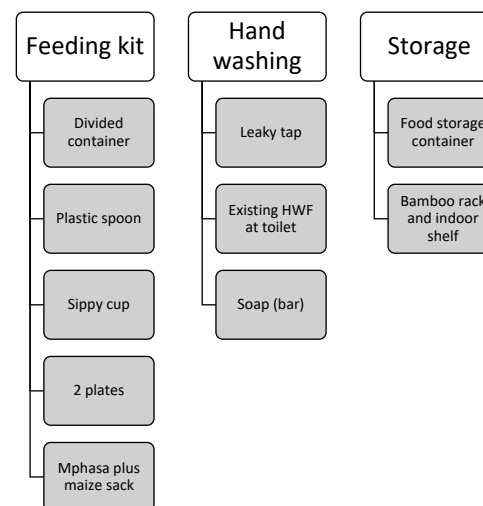 Feeding kit
Divided
container
Plastic spoon
Sippy cup
2 plates
Mphasa plus
maize sack
Hand
washing
Leaky tap
Existing HWF
at toilet
Soap (bar)
Storage
Food storage
container
Bamboo rack
and indoor
shelf